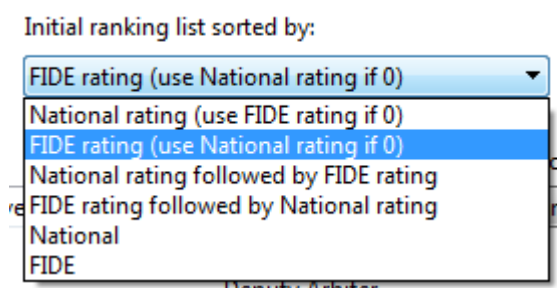 Initial ranking list sorted by:
FIDE rating (use National rating if 0)
National rating (use FIDE rating if 0)
FIDE rating (use National rating if 0)
National rating followed by FIDE rating
FIDE rating followed by National rating
National
FIDE